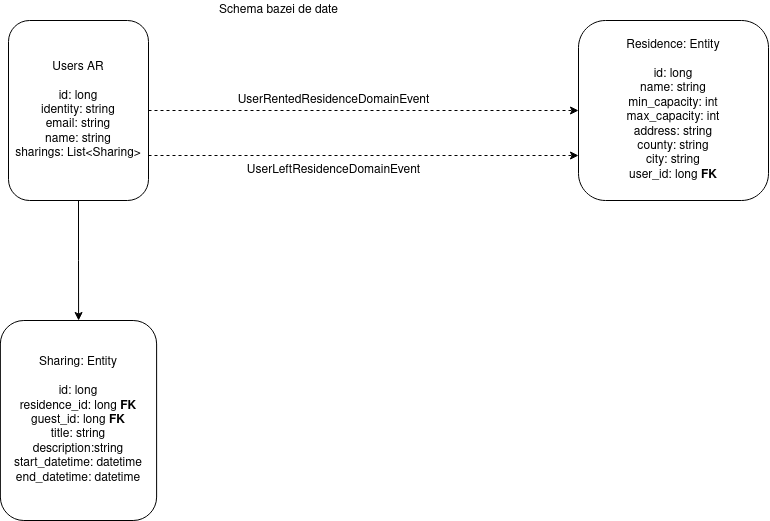 Schema bazei de date
Users AR
id: long
identity: string
email: string
name: string
sharings: List<Sharing>
UserRentedResidenceDomainEvent
UserLeftResidenceDomainEvent
Residence: Entity
id: long
name: string
min_capacity: int
max_capacity: int
address: string
county: string
city: string
user_id: long FK
Sharing: Entity
id: long
residence_id: long FK
guest_id: long FK
title: string
description:string
start_datetime: datetime
end_datetime: datetime